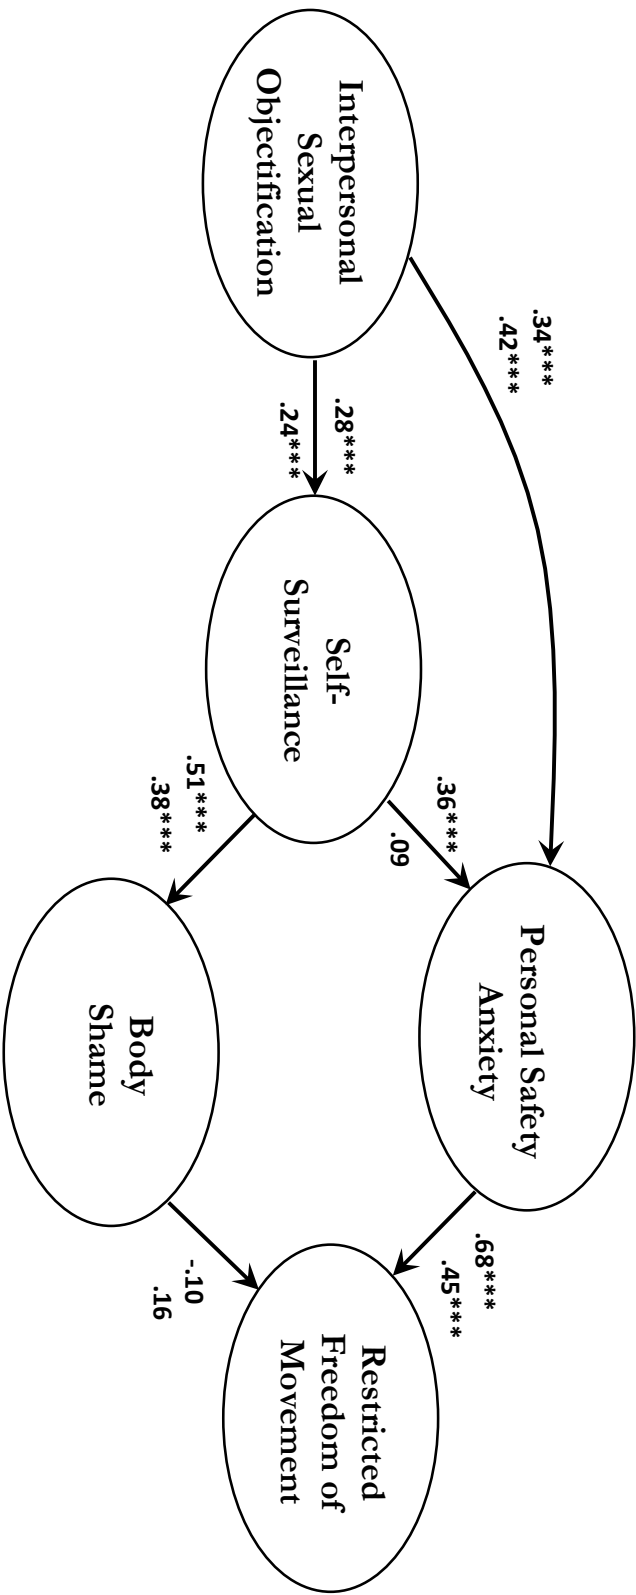 .34***
.42***
Interpersonal
Sexual
Objectification
.28***
.24***
Self-
Surveillance
.36***
.09
.51***
.38***
Personal Safety
Anxiety
Body
Shame
.68***
.45***
-.10
.16
Restricted
Freedom of
Movement